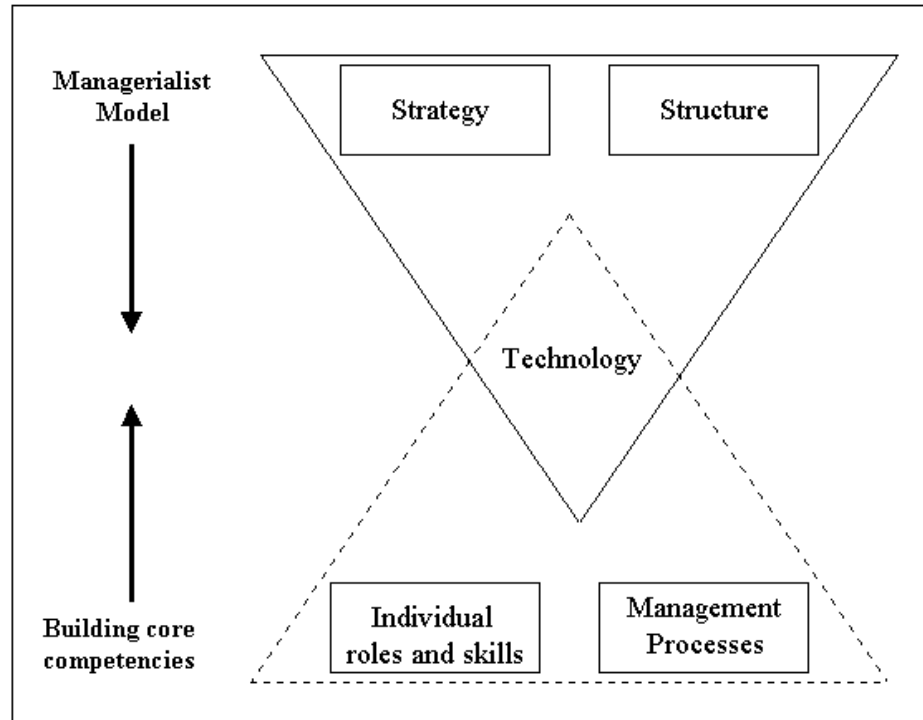 Managerialist
Model
Strategy
Structure
Technology
Building core
competencies
Individual
roles and skills
Management
Processes